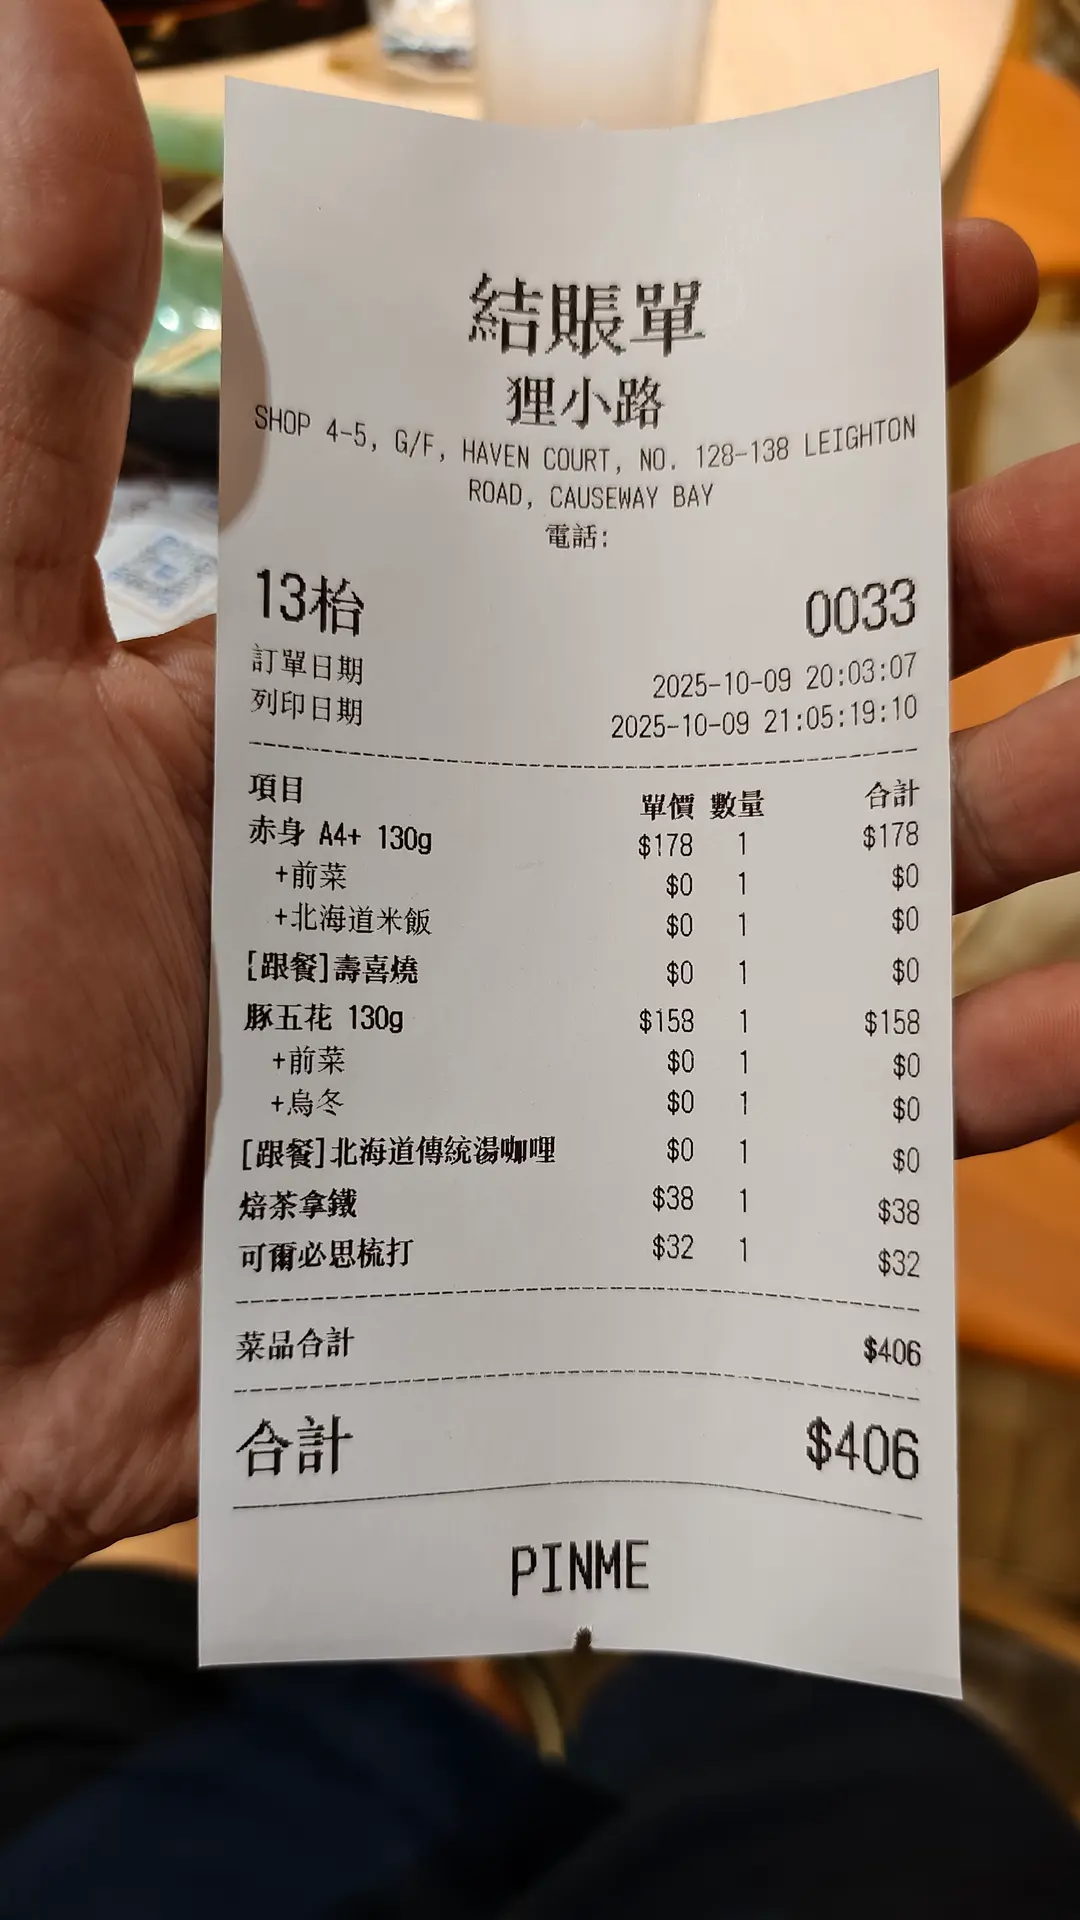 結賬單
狸小路
SHOP 4-5, G/F, HAVEN COURT, NO. 128-138 LEIGHTON
ROAD, CAUSEWAY BAY
電話:
13枱 0033
訂單日期 2025-10-09 20:03:07
列印日期 2025-10-09 21:05:19:10
項目 單價 數量 合計
赤身 A4+ 130g $178 1 $178
+前菜 $0 1 $0
+北海道米飯 $0 1 $0
[跟餐]壽喜燒 $0 1 $0
豚五花 130g $158 1 $158
+前菜 $0 1 $0
+烏冬 $0 1 $0
[跟餐]北海道傳統湯咖哩 $0 1 $0
焙茶拿鐵 $38 1 $38
可爾必思梳打 $32 1 $32
菜品合計 $406
合計 $406
PINME